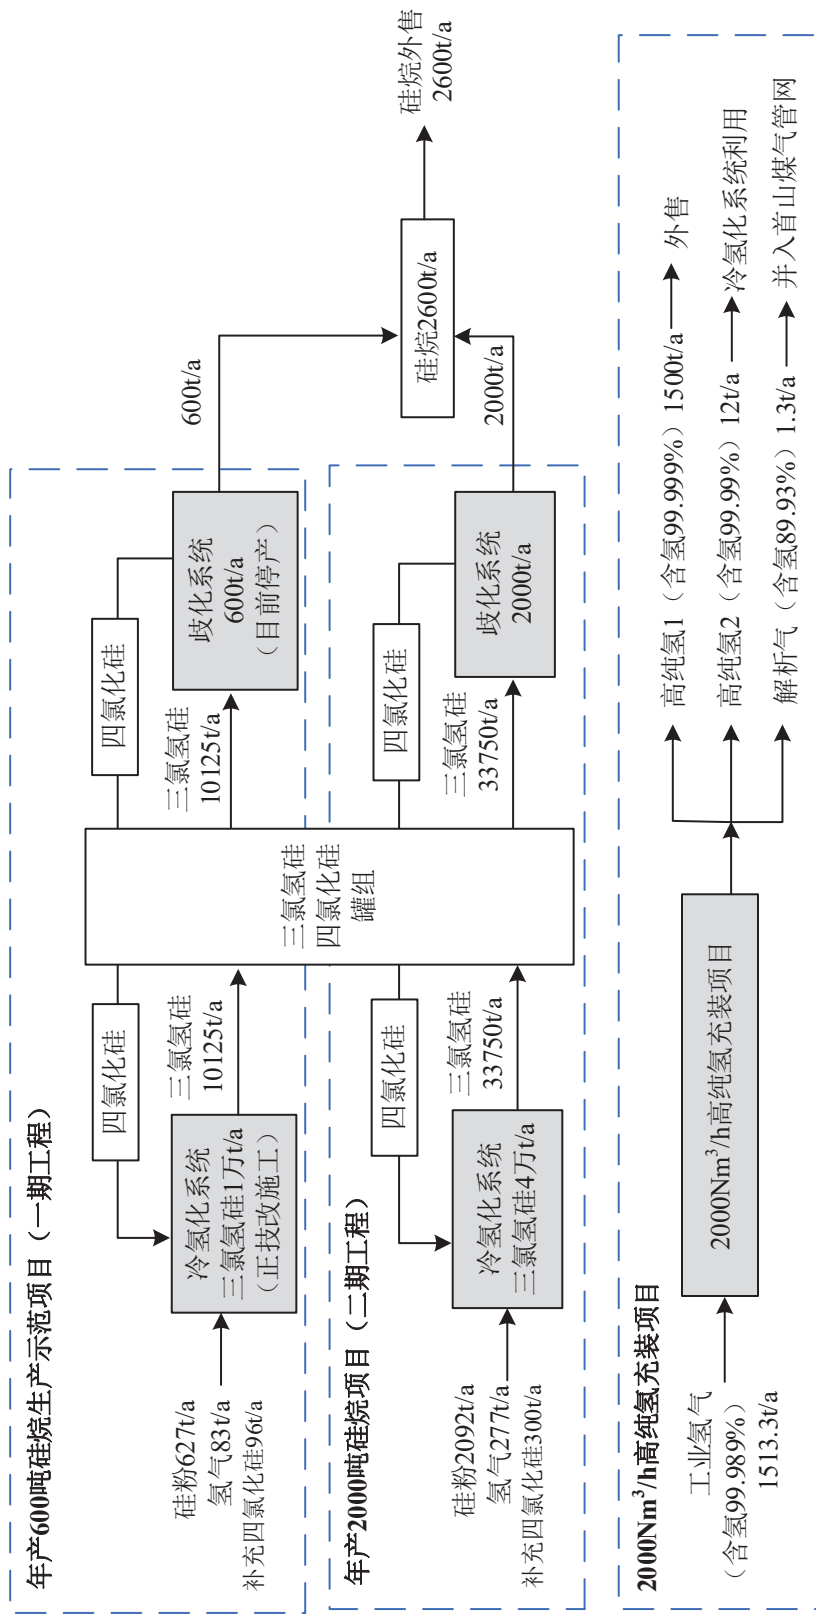 年产600吨硅烷生产示范项目（一期工程）
硅粉627t/a
氢气83t/a
补充四氯化硅96t/a
冷氢化系统
三氯氢硅1万t/a
（正技改施工）
四氯化硅
三氯氢硅
10125t/a
三氯氢硅
四氯化硅
罐组
四氯化硅
三氯氢硅
10125t/a
歧化系统
600t/a
（目前停产）
600t/a
年产2000吨硅烷项目（二期工程）
硅粉2092t/a
氢气277t/a
补充四氯化硅300t/a
冷氢化系统
三氯氢硅4万t/a
四氯化硅
三氯氢硅
33750t/a
四氯化硅
三氯氢硅
33750t/a
歧化系统
2000t/a
2000t/a
硅烷2600t/a
硅烷外售
2600t/a
2000Nm³/h高纯氢充装项目
工业氢气
（含氢99.989%）
1513.3t/a
2000Nm³/h高纯氢充装项目
高纯氢1（含氢99.999%）1500t/a
外售
高纯氢2（含氢99.99%）12t/a
冷氢化系统利用
解析气（含氢89.93%）1.3t/a
并入首山煤气管网